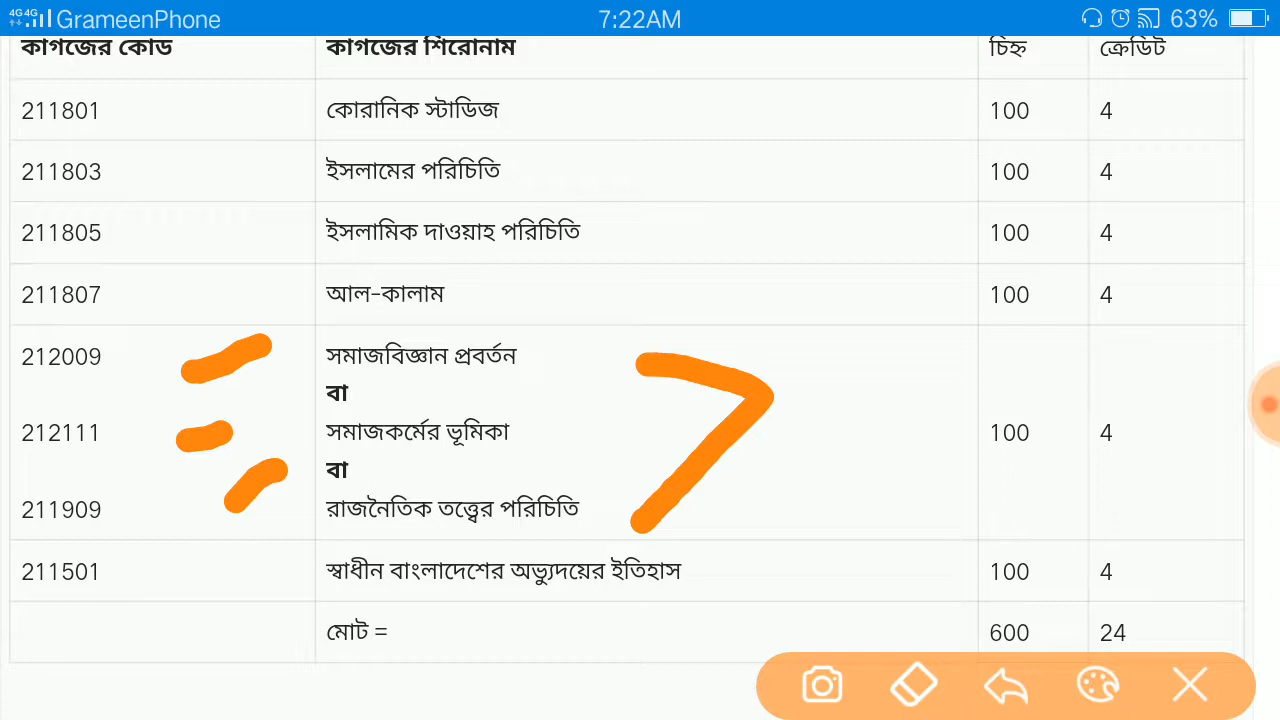 4G 4G GrameenPhone 7:22AM 63%
কাগজের কোড কাগজের শিরোনাম চিহ্ন ক্রেডিট
211801 কোরানিক স্টাডিজ 100 4
211803 ইসলামের পরিচিতি 100 4
211805 ইসলামিক দাওয়াহ পরিচিতি 100 4
211807 আল-কালাম 100 4
212009 সমাজবিজ্ঞান প্রবর্তন
বা
212111 সমাজকর্মের ভূমিকা 100 4
বা
211909 রাজনৈতিক তত্ত্বের পরিচিতি
211501 স্বাধীন বাংলাদেশের অভ্যুদয়ের ইতিহাস 100 4
মোট = 600 24